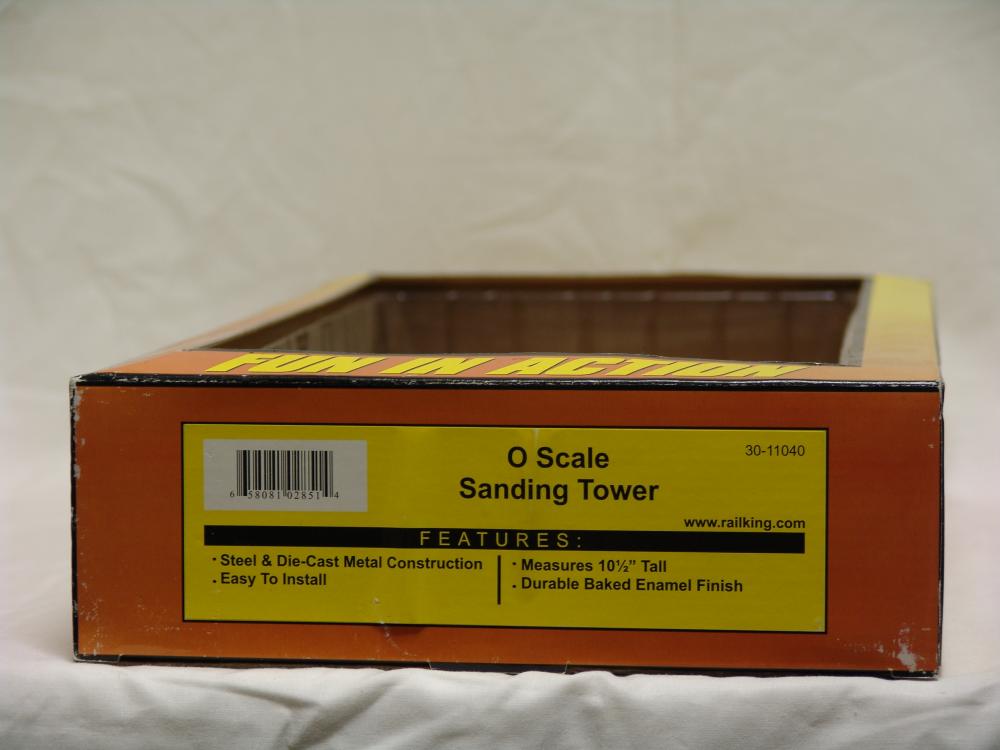 FUN IN ACTION
6 58081 02851 4
O Scale
Sanding Tower
30-11040
www.railking.com
FEATURES:
· Steel & Die-Cast Metal Construction
· Easy To Install
· Measures 10½” Tall
· Durable Baked Enamel Finish